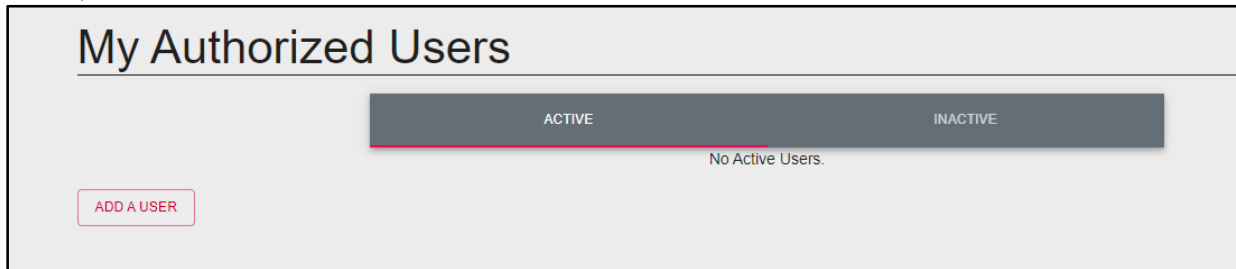 My Authorized Users
ACTIVE INACTIVE
No Active Users.
ADD A USER